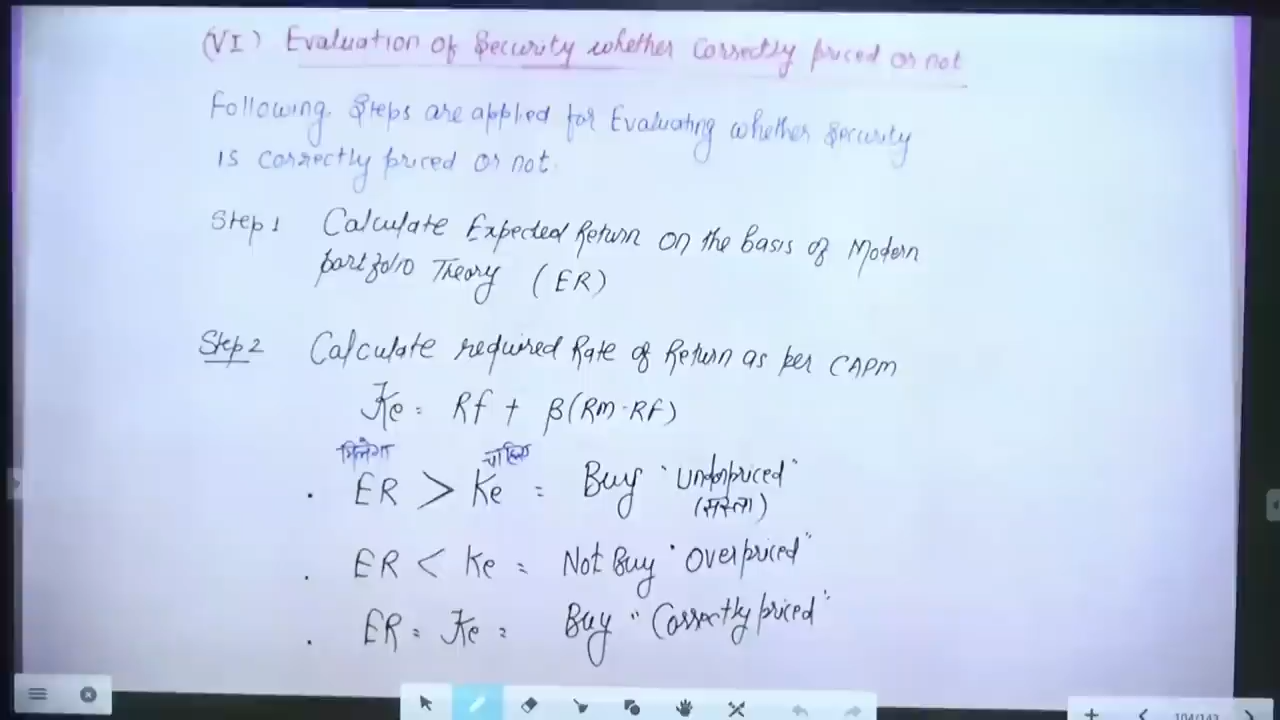 (VI) Evaluation of Security whether Correctly priced or not
Following Steps are applied for Evaluating whether Security
is correctly priced or not.
Step 1 Calculate Expected Return on the basis of Modern
portfolio Theory (ER)
Step 2 Calculate required Rate of Return as per CAPM
Ke = Rf + β(RM-RF)
मिलेगा चाहिए
. ER > Ke = Buy "Underpriced"
(सस्ता)
. ER < Ke = Not Buy "Overpriced"
. ER = Ke = Buy "Correctly priced"
104/143